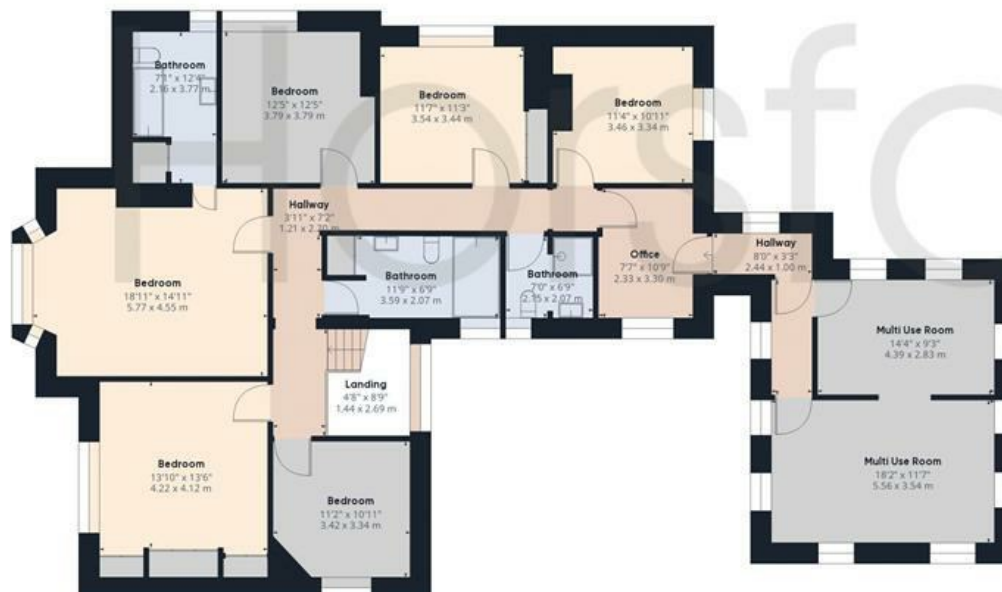 Horsfo
Bathroom
7'1" x 12'4"
2.16 x 3.77 m
Bedroom
12'5" x 12'5"
3.79 x 3.79 m
Bedroom
11'7" x 11'3"
3.54 x 3.44 m
Bedroom
11'4" x 10'11"
3.46 x 3.34 m
Hallway
3'11" x 7'2"
1.21 x 2.20 m
Bedroom
18'11" x 14'11"
5.77 x 4.55 m
Bathroom
11'9" x 6'9"
3.59 x 2.07 m
Bathroom
7'0" x 6'9"
2.15 x 2.07 m
Office
7'7" x 10'9"
2.33 x 3.30 m
Hallway
8'0" x 3'3"
2.44 x 1.00 m
Multi Use Room
14'4" x 9'3"
4.39 x 2.83 m
Landing
4'8" x 8'9"
1.44 x 2.69 m
Bedroom
13'10" x 13'6"
4.22 x 4.12 m
Bedroom
11'2" x 10'11"
3.42 x 3.34 m
Multi Use Room
18'2" x 11'7"
5.56 x 3.54 m